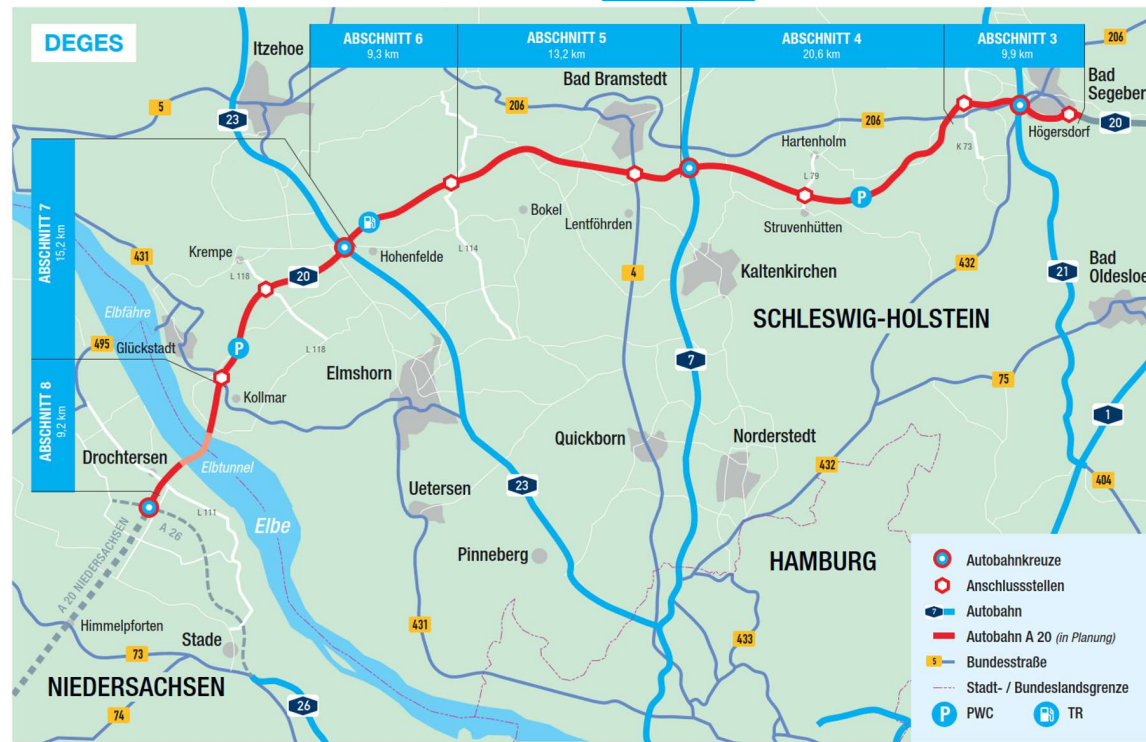 DEGES
ABSCHNITT 6
9,3 km
ABSCHNITT 5
13,2 km
ABSCHNITT 4
20,6 km
ABSCHNITT 3
9,9 km
206
Itzehoe
Bad Bramstedt
Bad
Segeber
5
23
206
206
Högersdorf
20
Hartenholm
K 73
L 79
ABSCHNITT 7
15,2 km
431
Krempe
L 118
20
Hohenfelde
L 114
Bokel
Lentföhrden
Struvenhütten
4
Kaltenkirchen
432
21
Bad
Oldesloe
Elbfähre
495
Glückstadt
L 118
SCHLESWIG-HOLSTEIN
ABSCHNITT 8
9,2 km
Kollmar
Elmshorn
7
75
1
Drochtersen
Elbtunnel
Quickborn
Norderstedt
432
404
L 111
A 26
Elbe
Uetersen
23
A 20 NIEDERSACHSEN
Pinneberg
HAMBURG
Himmelpforten
Stade
431
433
73
NIEDERSACHSEN
74
26
Autobahnkreuze
Anschlussstellen
7 Autobahn
Autobahn A 20 (in Planung)
5 Bundesstraße
Stadt- / Bundeslandsgrenze
P PWC TR
P
P